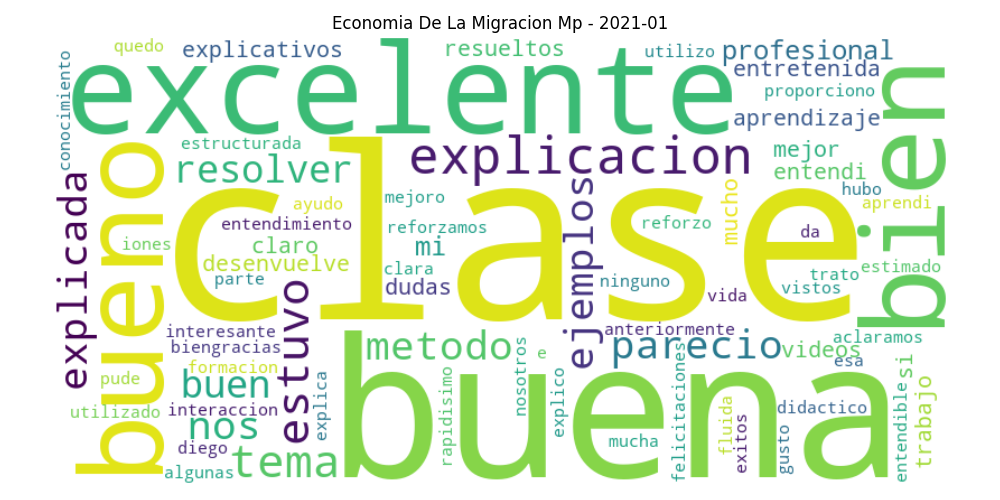 Economia De La Migracion Mp - 2021-01
quedo
explicativos
resueltos
utilizo
profesional
conocimiento
excelente
entretenida
proporciono
aprendizaje
bien
estructurada
explicacion
mejor
resolver
entendi
bueno
explicada
clase
hubo
mejoro
mucho
aprendi
ayudo
ejemplos
entendimiento
reforzamos
reforzo
da
iones
claro
mi
desenvuelve
clara
estimado
parte
dudas
ninguno
trato
vistos
vida
estuvo
interesante
anteriormente
aclaramos
biengracias
metodo
e
parecio
videos
formacion
esa
si
pude
buen
explica
rapidisimo
nosotros
explico
buena
felicitaciones
fluida
exitos
gusto
entendible
trabajo
utilizado
interaccion
didactico
nos
diego
mucha
algunas
tema